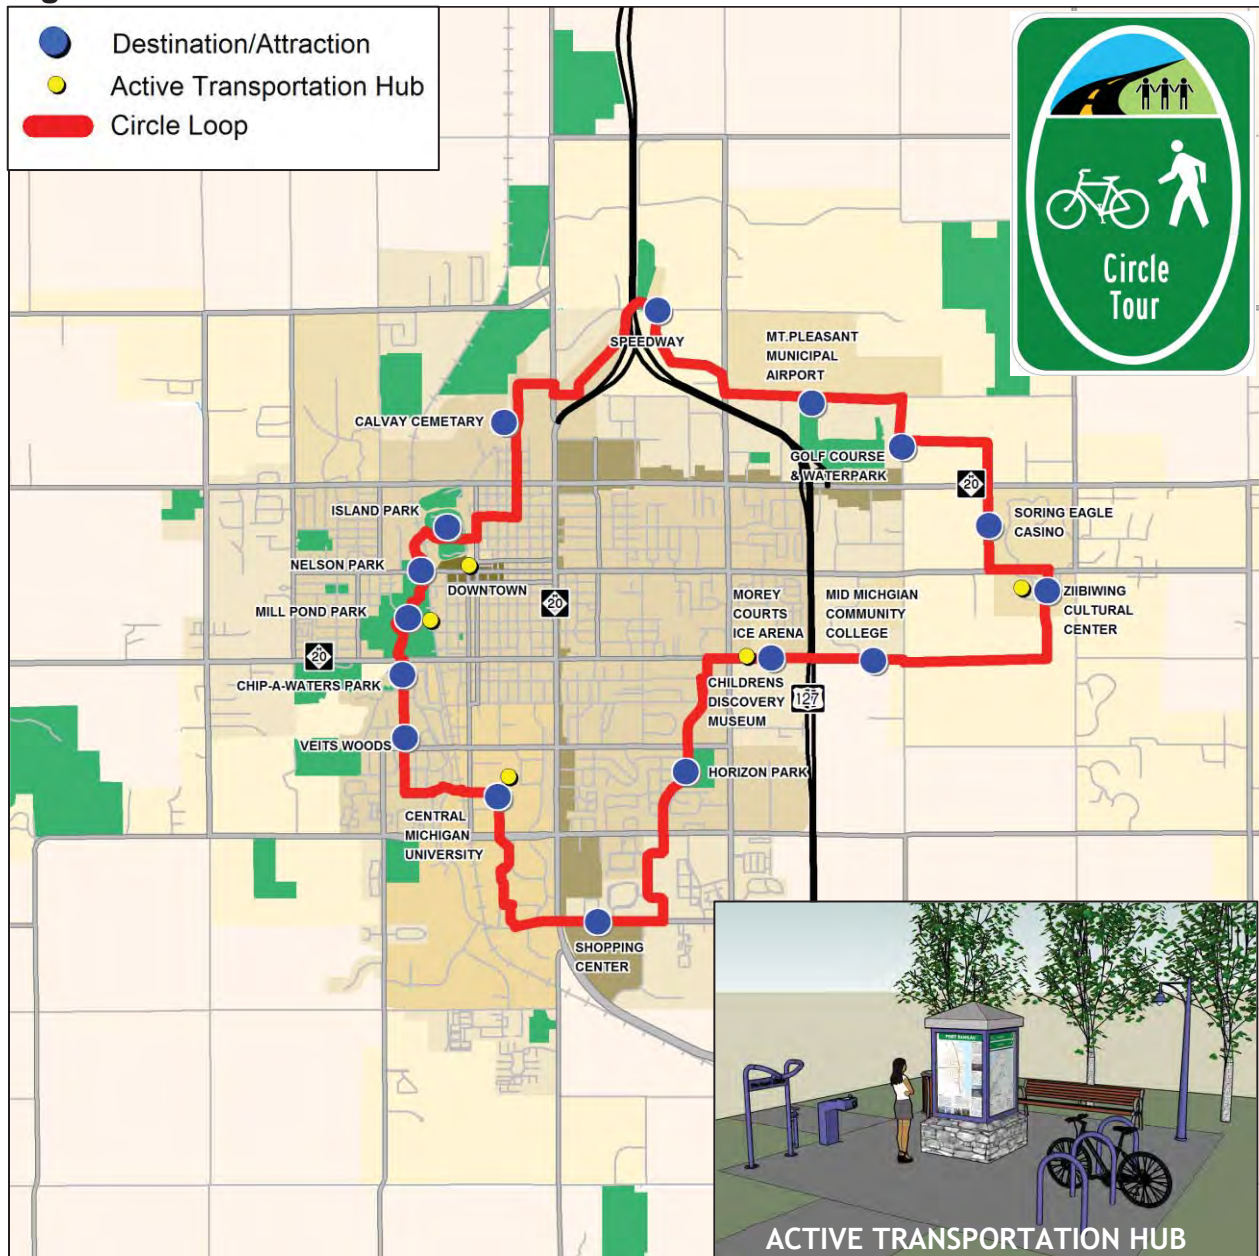 Destination/Attraction
Active Transportation Hub
Circle Loop
Circle
Tour
SPEEDWAY
MT.PLEASANT
MUNICIPAL
AIRPORT
CALVAY CEMETARY
GOLF COURSE
& WATERPARK
20
ISLAND PARK
SORING EAGLE
CASINO
NELSON PARK
DOWNTOWN
MILL POND PARK
20
MOREY
COURTS
ICE ARENA
MID MICHGIAN
COMMUNITY
COLLEGE
ZIIBIWING
CULTURAL
CENTER
20
CHIP-A-WATERS PARK
CHILDRENS
DISCOVERY
MUSEUM
127
VEITS WOODS
HORIZON PARK
CENTRAL
MICHIGAN
UNIVERSITY
SHOPPING
CENTER
ACTIVE TRANSPORTATION HUB